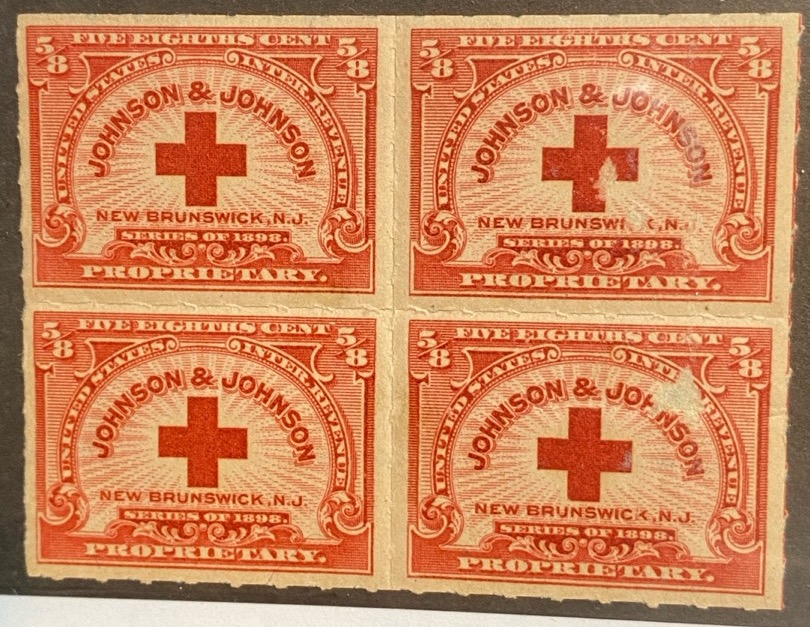 5/8 FIVE EIGHTHS CENT 5/8
UNITED STATES INTER. REVENUE
JOHNSON & JOHNSON
NEW BRUNSWICK, N.J.
SERIES OF 1898.
PROPRIETARY.
5/8 FIVE EIGHTHS CENT 5/8
UNITED STATES INTER. REVENUE
JOHNSON & JOHNSON
NEW BRUNSWICK, N.J.
SERIES OF 1898.
PROPRIETARY.
5/8 FIVE EIGHTHS CENT 5/8
UNITED STATES INTER. REVENUE
JOHNSON & JOHNSON
NEW BRUNSWICK, N.J.
SERIES OF 1898.
PROPRIETARY.
5/8 FIVE EIGHTHS CENT 5/8
UNITED STATES INTER. REVENUE
JOHNSON & JOHNSON
NEW BRUNSWICK, N.J.
SERIES OF 1898.
PROPRIETARY.